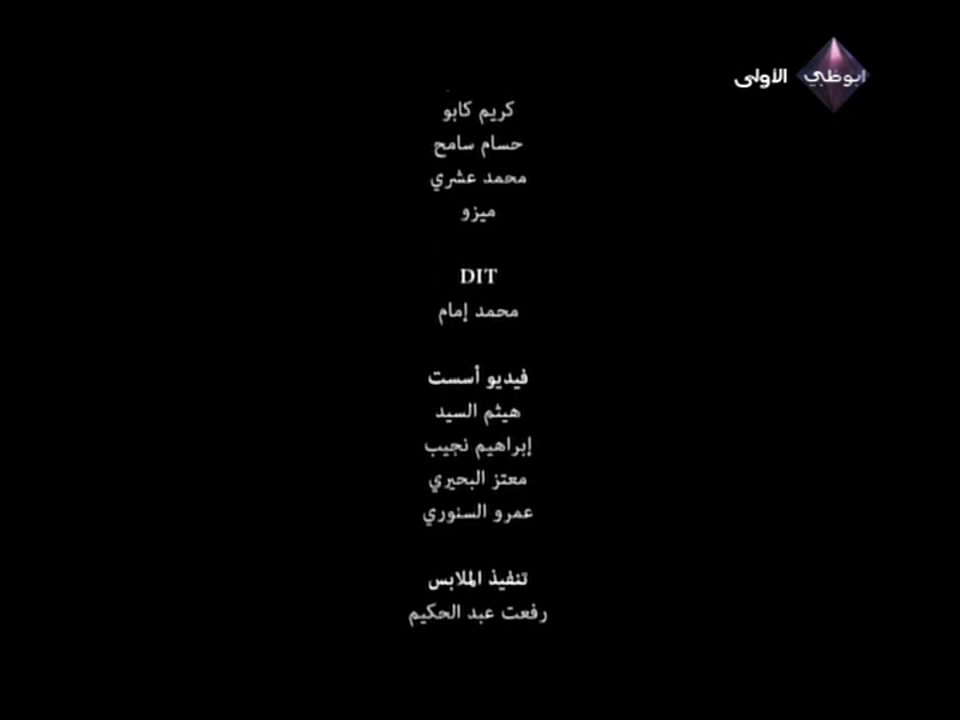 ابوظبي الأولى
كريم كابو
حسام سامح
محمد عشري
ميزو
DIT
محمد إمام
فيديو أسست
هيثم السيد
إبراهيم نجيب
معتز البحيري
عمرو السنوري
تنفيذ الملابس
رفعت عبد الحكيم